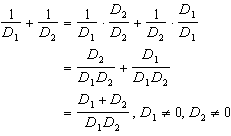 1/D₁ + 1/D₂ = 1/D₁ · D₂/D₂ + 1/D₂ · D₁/D₁
= D₂/D₁D₂ + D₁/D₁D₂
= D₁ + D₂/D₁D₂ , D₁ ≠ 0, D₂ ≠ 0